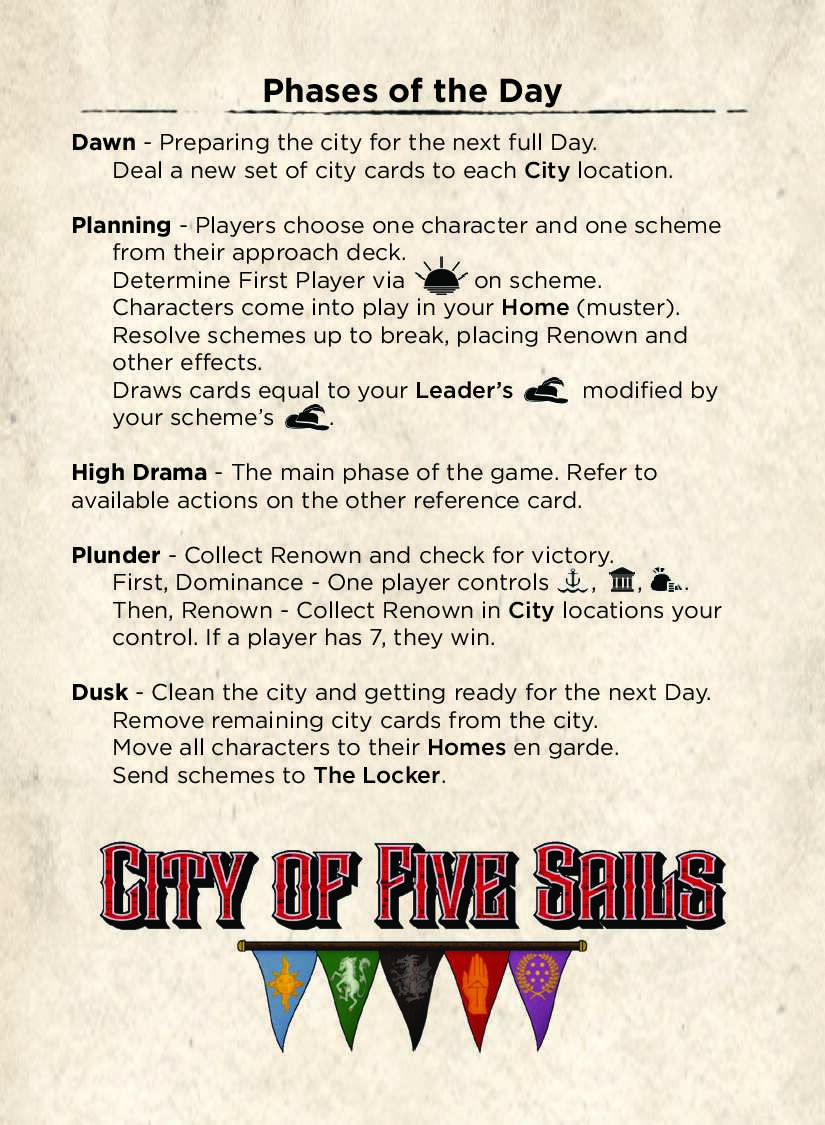 Phases of the Day
Dawn - Preparing the city for the next full Day.
Deal a new set of city cards to each City location.
Planning - Players choose one character and one scheme
from their approach deck.
Determine First Player via on scheme.
Characters come into play in your Home (muster).
Resolve schemes up to break, placing Renown and
other effects.
Draws cards equal to your Leader's modified by
your scheme's .
High Drama - The main phase of the game. Refer to
available actions on the other reference card.
Plunder - Collect Renown and check for victory.
First, Dominance - One player controls , , .
Then, Renown - Collect Renown in City locations your
control. If a player has 7, they win.
Dusk - Clean the city and getting ready for the next Day.
Remove remaining city cards from the city.
Move all characters to their Homes en garde.
Send schemes to The Locker.
City of Five Sails